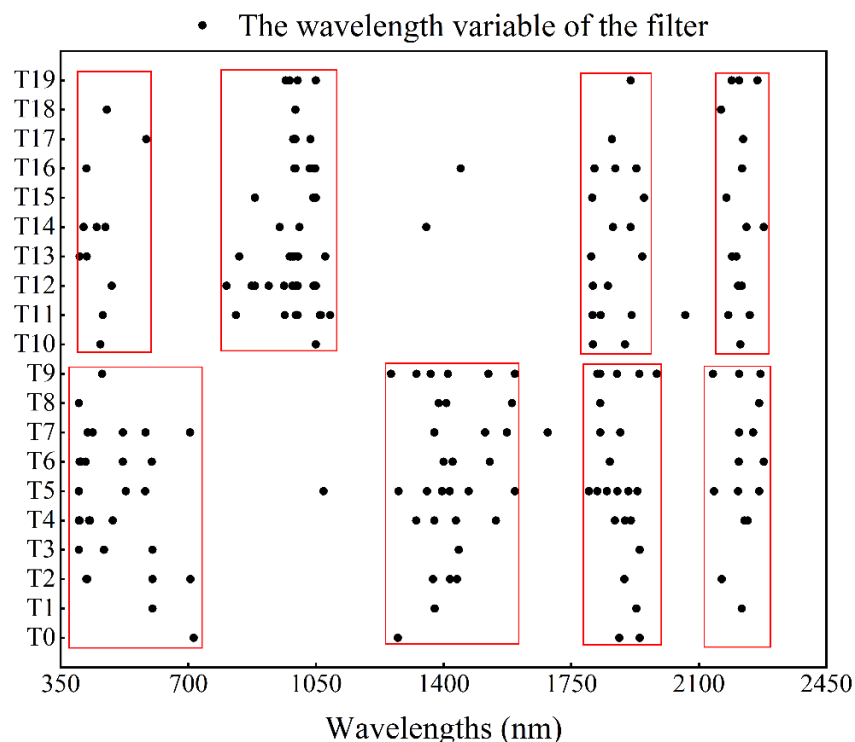 The wavelength variable of the filter
T19
T18
T17
T16
T15
T14
T13
T12
T11
T10
T9
T8
T7
T6
T5
T4
T3
T2
T1
T0
350 700 1050 1400 1750 2100 2450
Wavelengths (nm)